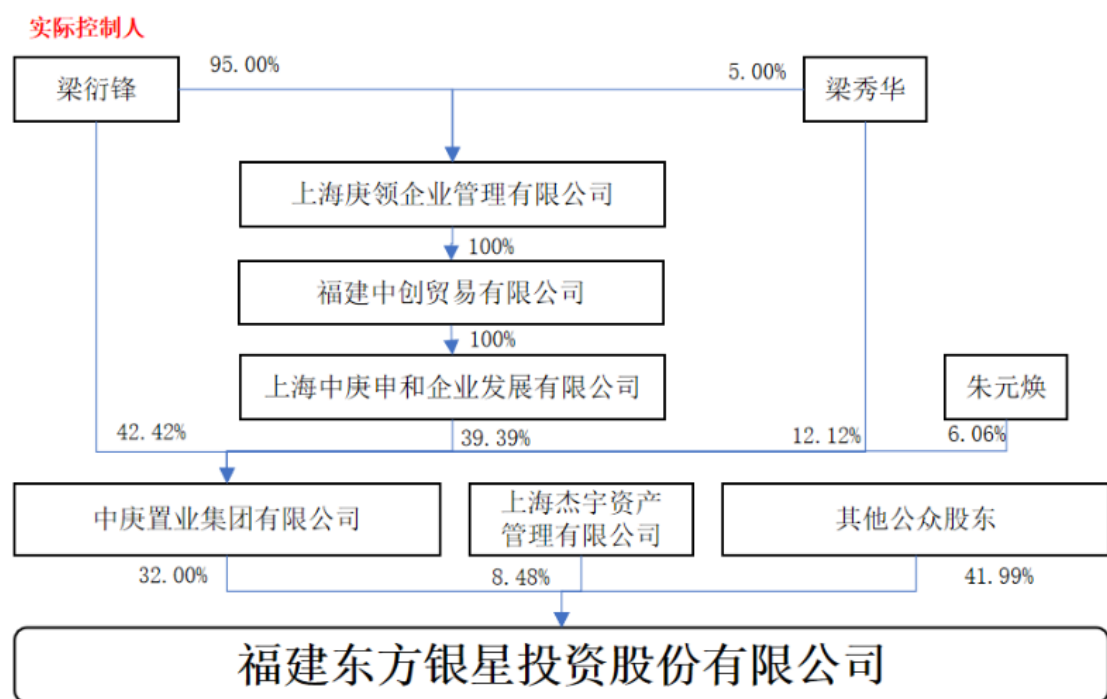 实际控制人
95.00%
5.00%
梁衍锋
梁秀华
上海庚领企业管理有限公司
100%
福建中创贸易有限公司
100%
上海中庚申和企业发展有限公司
朱元焕
42.42%
39.39%
12.12%
6.06%
中庚置业集团有限公司
上海杰宇资产
管理有限公司
其他公众股东
32.00%
8.48%
41.99%
福建东方银星投资股份有限公司